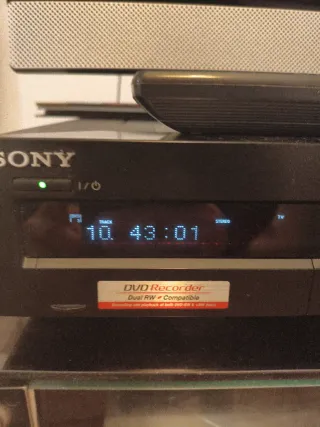 SONY
I/⏻
TRACK
STEREO
TV
10. 43:01
DVD Recorder
Dual RW Compatible